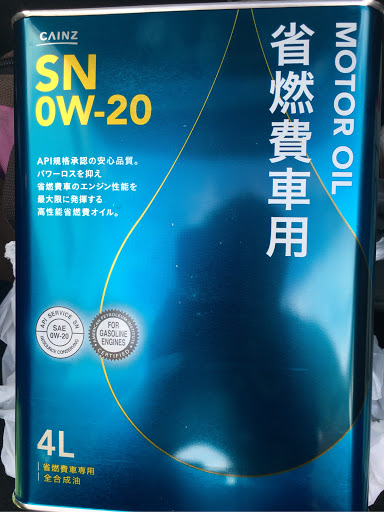 CAINZ
SN
0W-20
MOTOR OIL
省燃費車用
API規格承認の安心品質。
パワーロスを抑え
省燃費車のエンジン性能を
最大限に発揮する
高性能省燃費オイル。
API SERVICE SN
SAE
0W-20
RESOURCE CONSERVING
FOR
GASOLINE
ENGINES
CERTIFIED
4L
省燃費車専用
全合成油